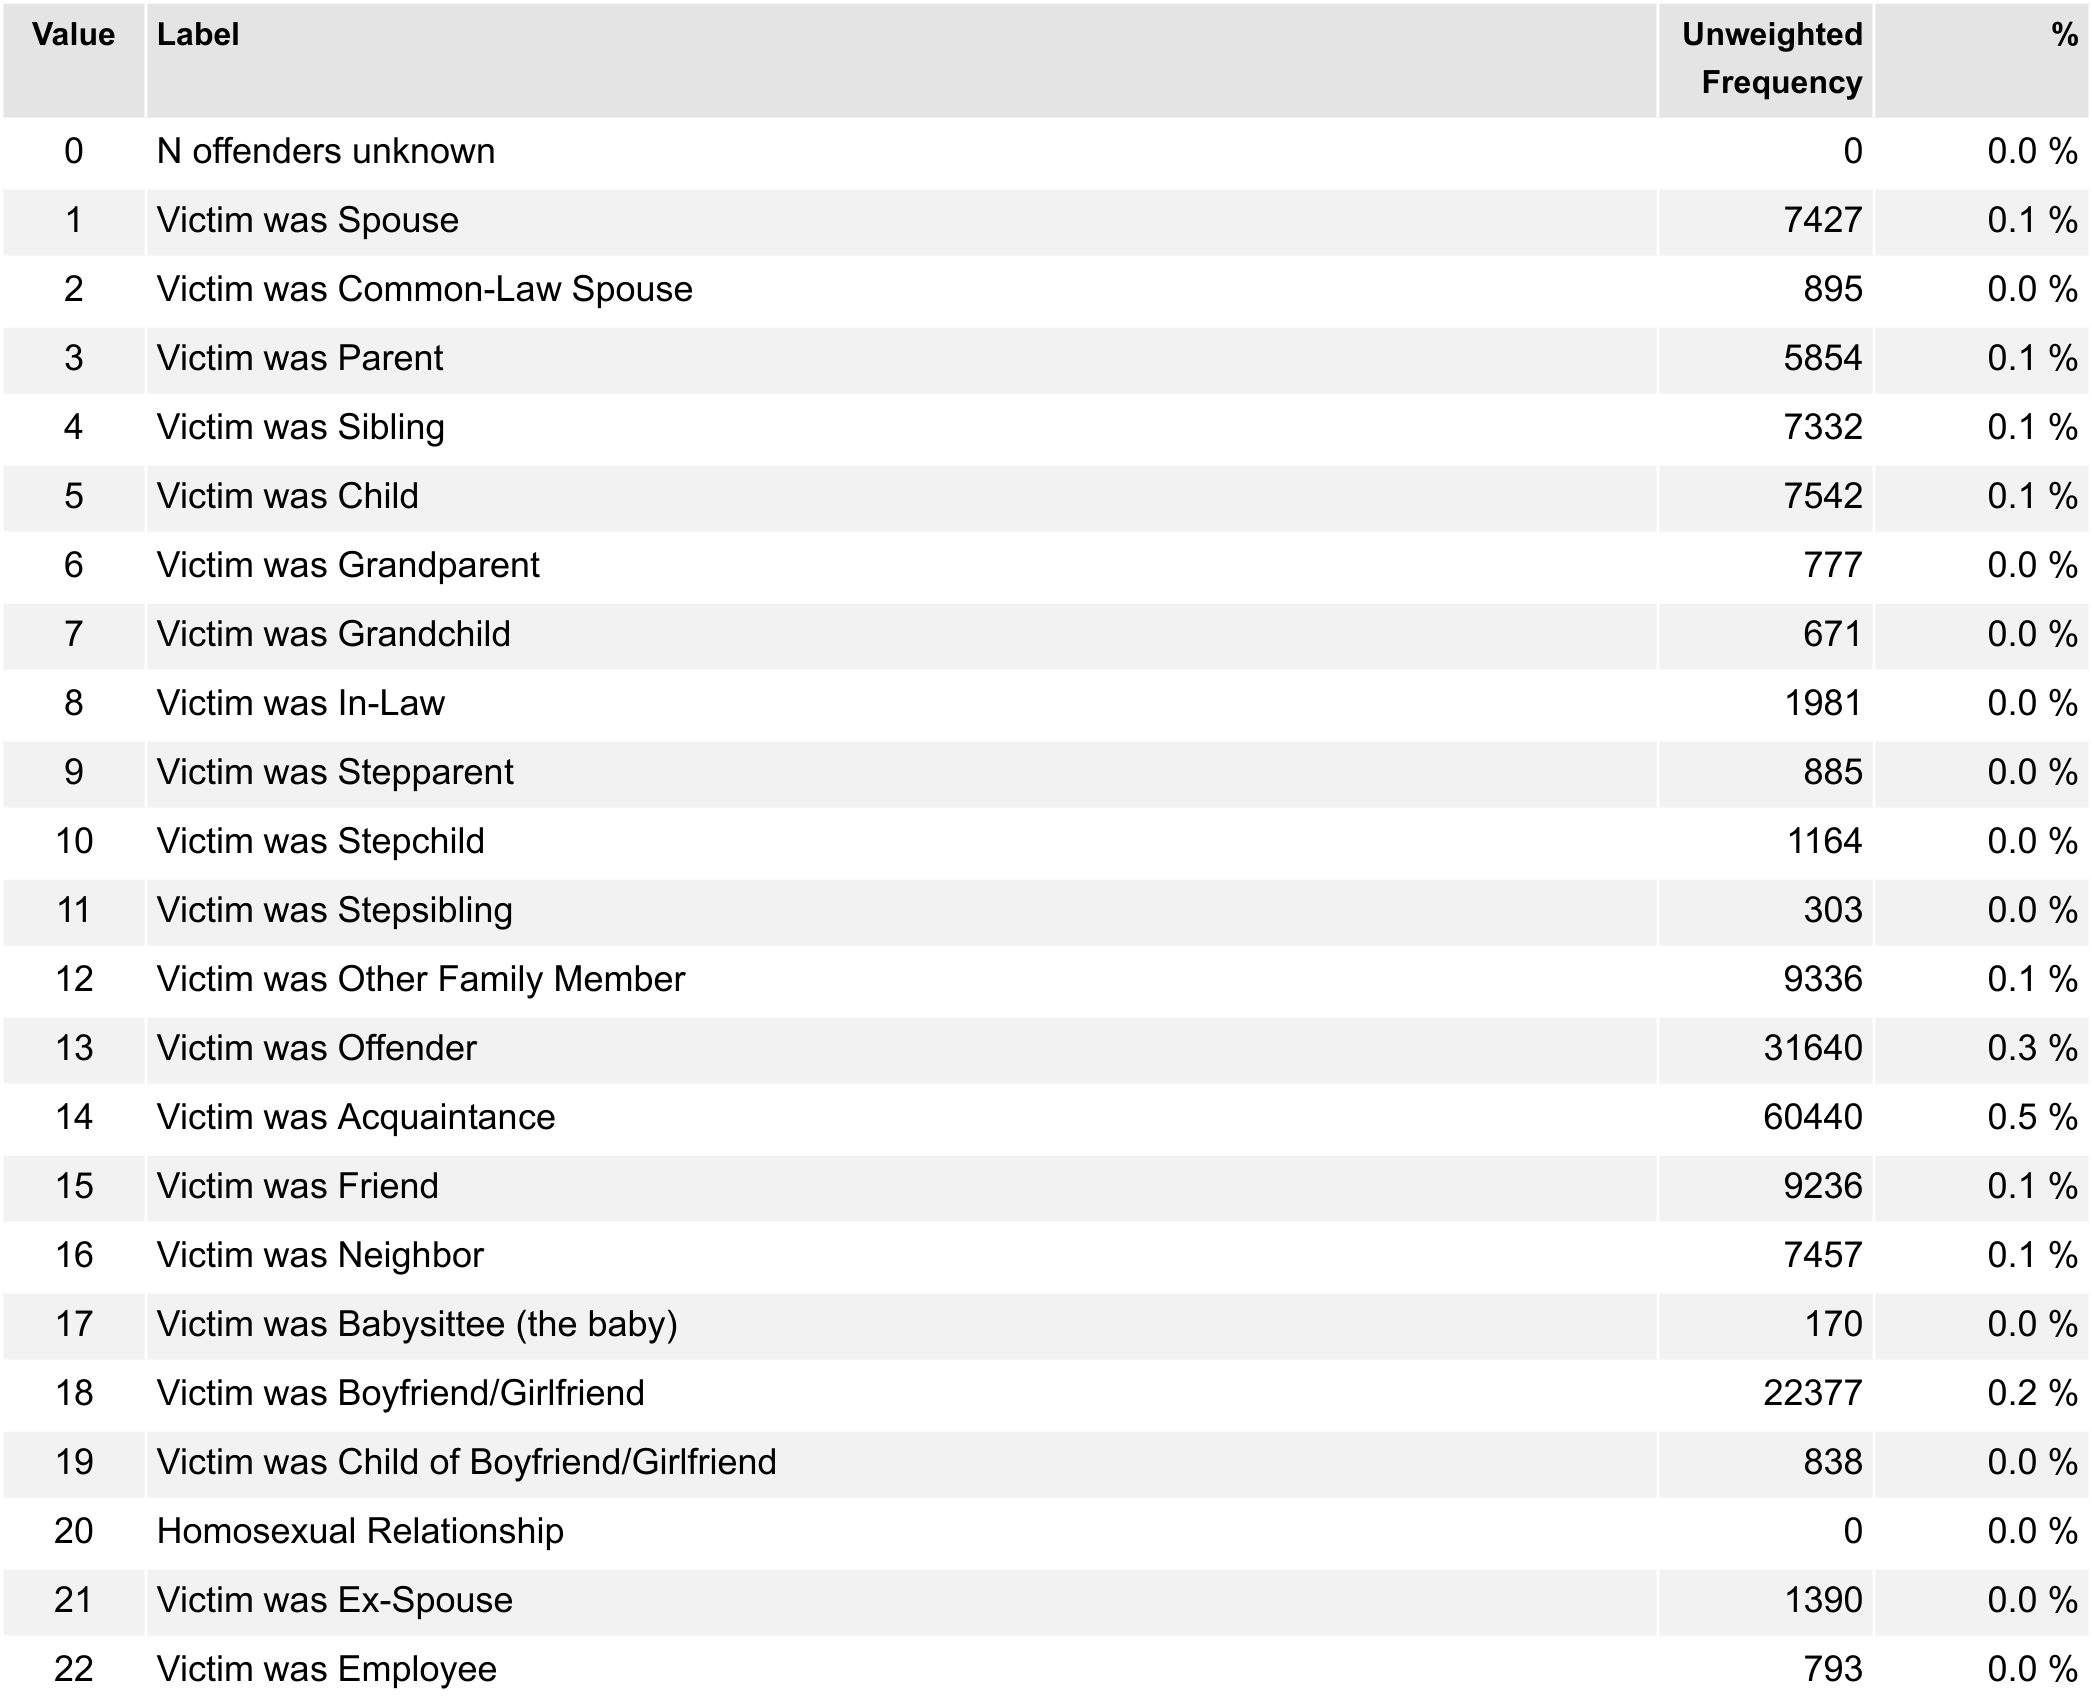 Value Label Unweighted Frequency %
0 N offenders unknown 0 0.0 %
1 Victim was Spouse 7427 0.1 %
2 Victim was Common-Law Spouse 895 0.0 %
3 Victim was Parent 5854 0.1 %
4 Victim was Sibling 7332 0.1 %
5 Victim was Child 7542 0.1 %
6 Victim was Grandparent 777 0.0 %
7 Victim was Grandchild 671 0.0 %
8 Victim was In-Law 1981 0.0 %
9 Victim was Stepparent 885 0.0 %
10 Victim was Stepchild 1164 0.0 %
11 Victim was Stepsibling 303 0.0 %
12 Victim was Other Family Member 9336 0.1 %
13 Victim was Offender 31640 0.3 %
14 Victim was Acquaintance 60440 0.5 %
15 Victim was Friend 9236 0.1 %
16 Victim was Neighbor 7457 0.1 %
17 Victim was Babysittee (the baby) 170 0.0 %
18 Victim was Boyfriend/Girlfriend 22377 0.2 %
19 Victim was Child of Boyfriend/Girlfriend 838 0.0 %
20 Homosexual Relationship 0 0.0 %
21 Victim was Ex-Spouse 1390 0.0 %
22 Victim was Employee 793 0.0 %